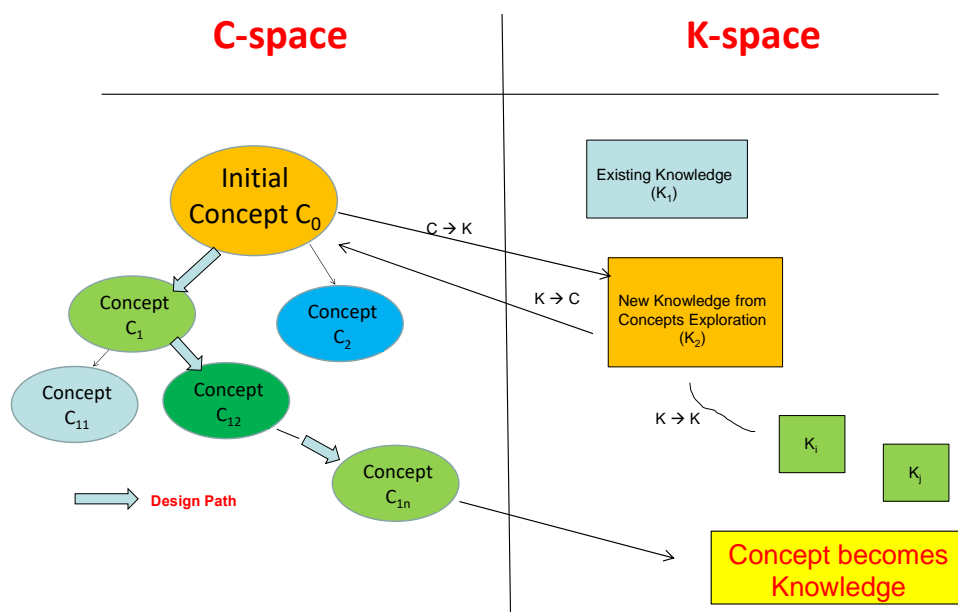 C-space
K-space
Initial
Concept C₀
Existing Knowledge
(K₁)
C → K
K → C
New Knowledge from
Concepts Exploration
(K₂)
Concept
C₁
Concept
C₂
Concept
C₁₁
Concept
C₁₂
K → K
Kᵢ
Kⱼ
Concept
C₁ₙ
Design Path
Concept becomes
Knowledge